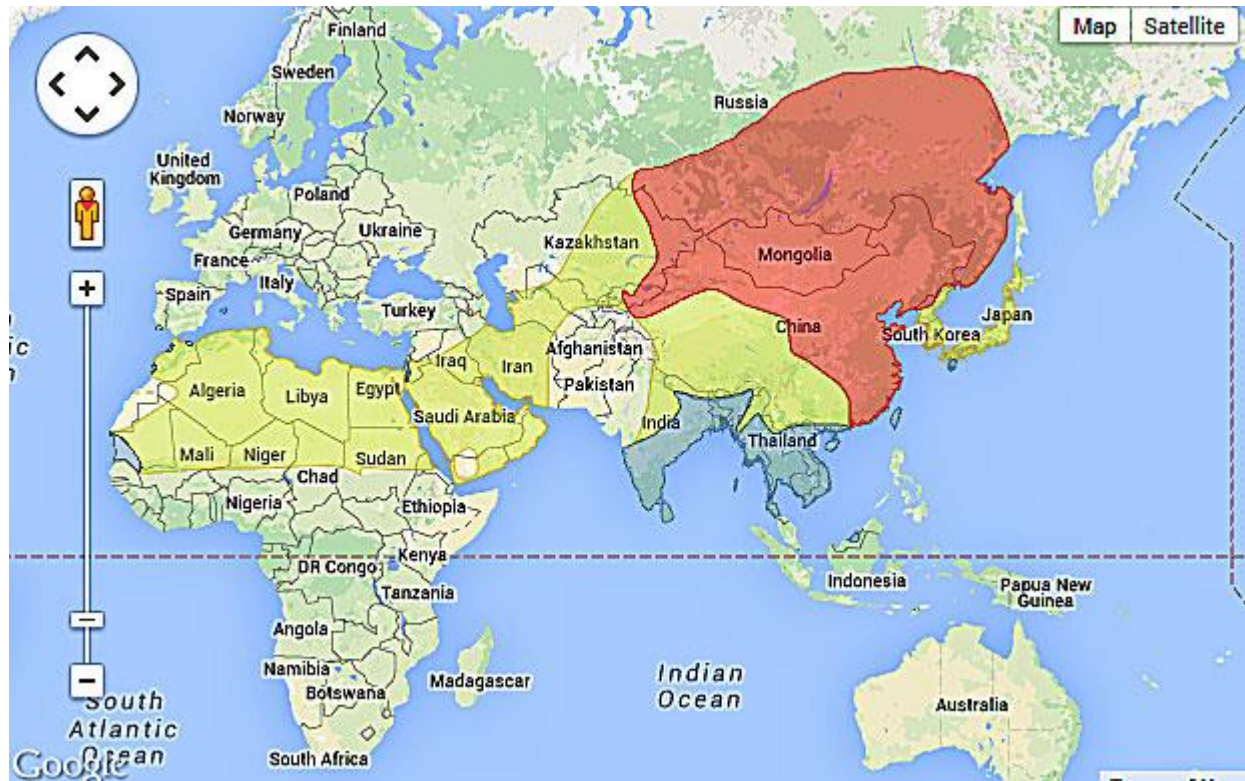 Finland
Map
Satellite
Sweden
Norway
Russia
United
Kingdom
Poland
Germany
Ukraine
Kazakhstan
France
Mongolia
Italy
Spain
Turkey
Japan
China
South Korea
ic
Afghanistan
Iraq
Iran
Algeria
Libya
Egypt
Pakistan
Saudi Arabia
India
Thailand
Mali
Niger
Sudan
Chad
Nigeria
Ethiopia
Kenya
DR Congo
Indonesia
Papua New
Guinea
Tanzania
Angola
Namibia
Botswana
Madagascar
Indian
Ocean
Australia
South
Atlantic
Ocean
South Africa
Google